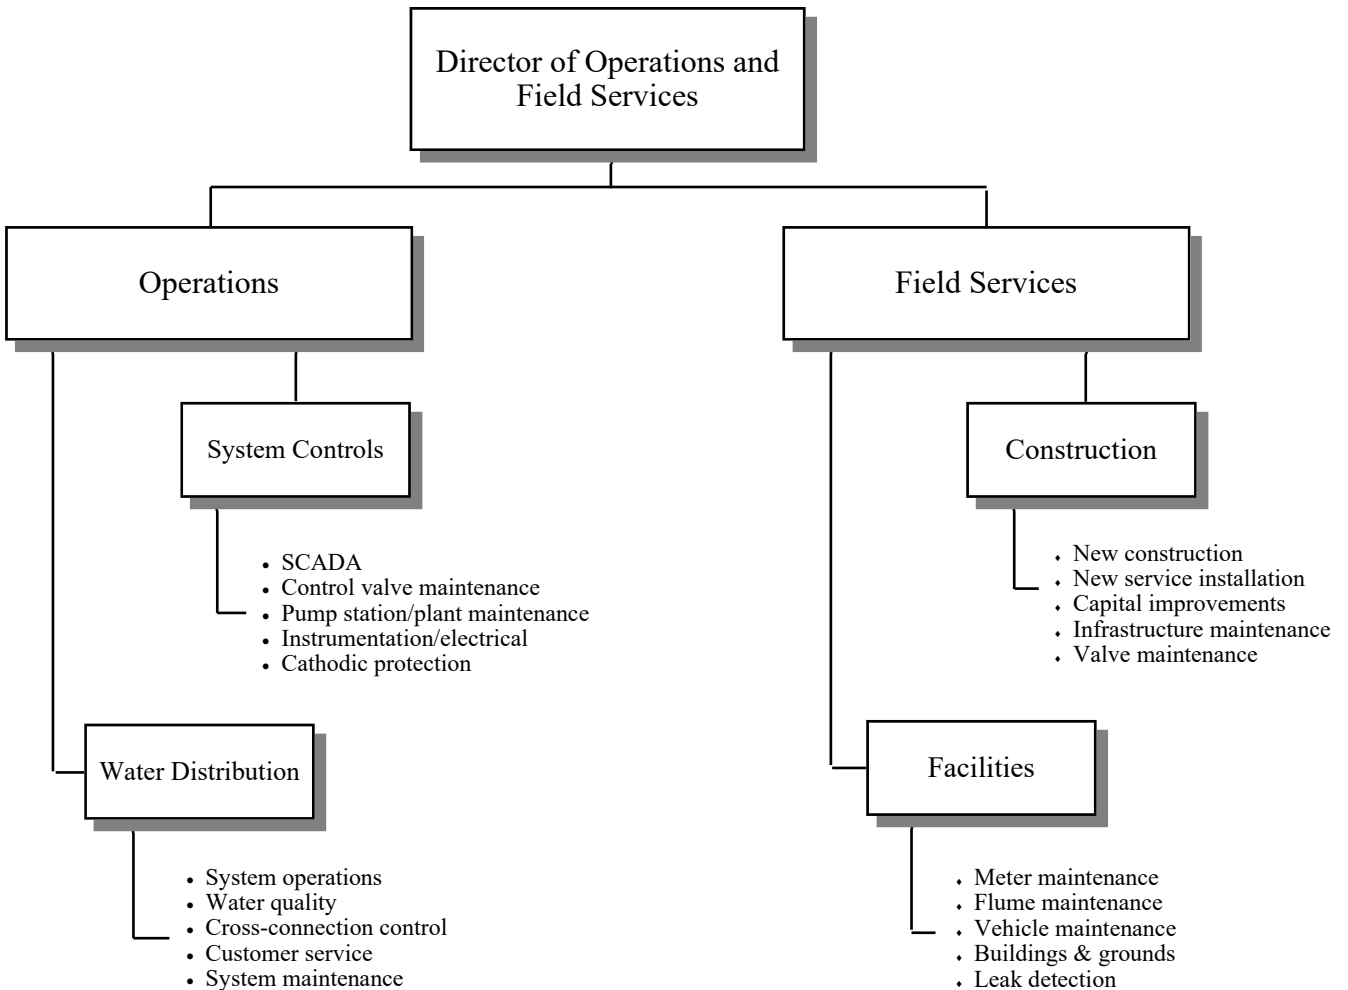 Director of Operations and
Field Services
Operations
Field Services
System Controls
Construction
• SCADA
• Control valve maintenance
• Pump station/plant maintenance
• Instrumentation/electrical
• Cathodic protection
⬧ New construction
⬧ New service installation
⬧ Capital improvements
⬧ Infrastructure maintenance
⬧ Valve maintenance
Water Distribution
Facilities
• System operations
• Water quality
• Cross-connection control
• Customer service
• System maintenance
⬧ Meter maintenance
⬧ Flume maintenance
⬧ Vehicle maintenance
⬧ Buildings & grounds
⬧ Leak detection